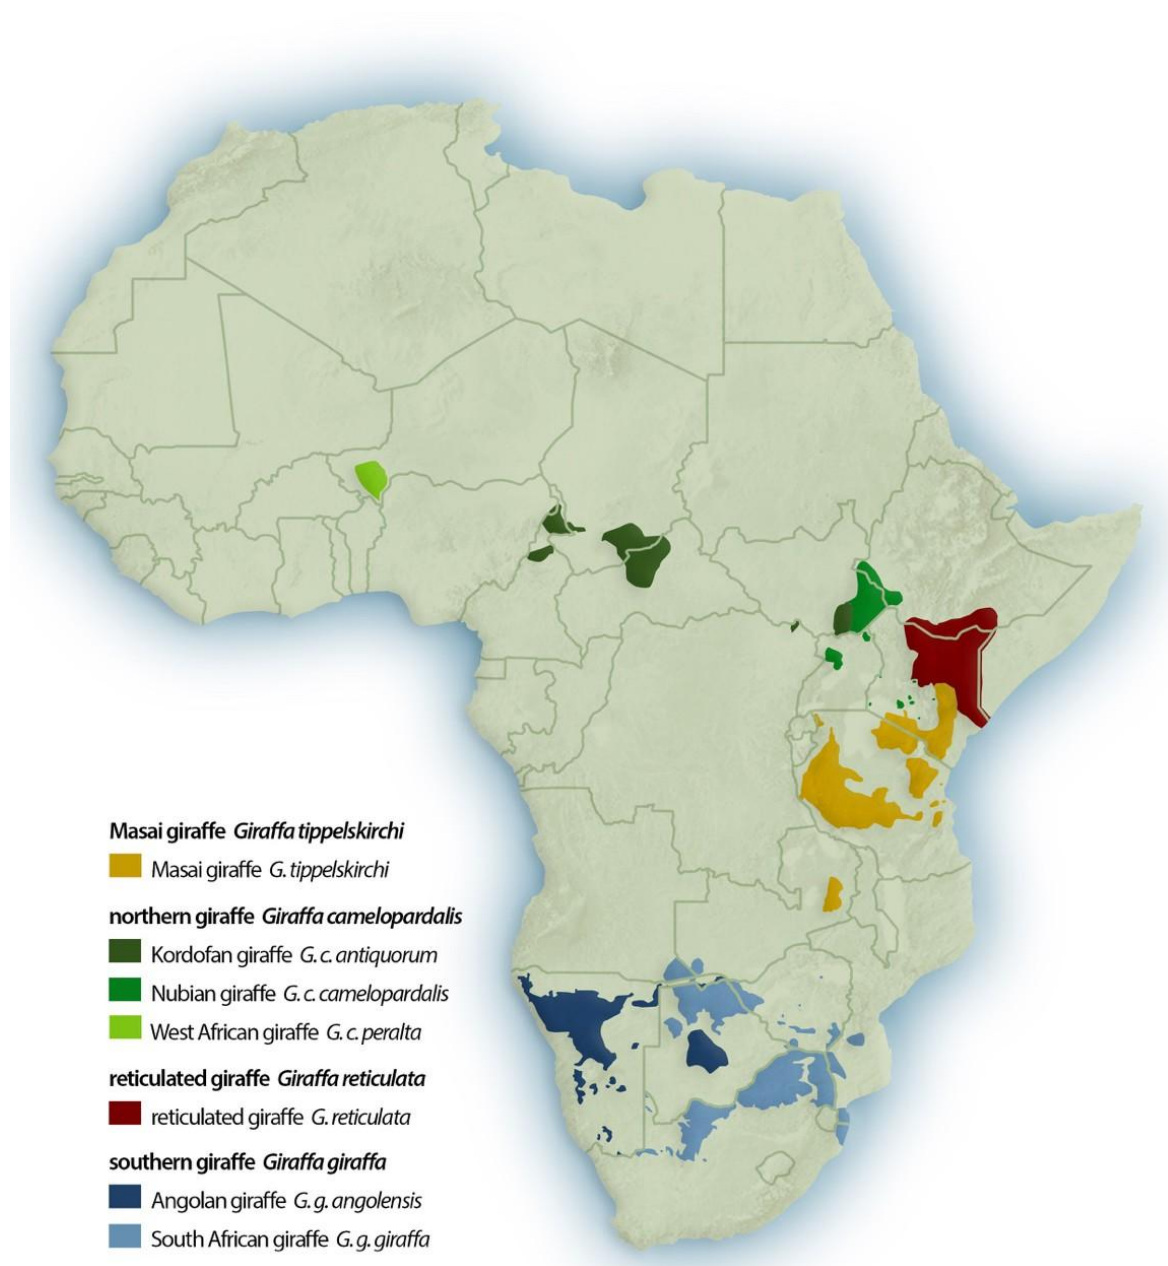 Masai giraffe Giraffa tippelskirchi
Masai giraffe G. tippelskirchi
northern giraffe Giraffa camelopardalis
Kordofan giraffe G. c. antiquorum
Nubian giraffe G. c. camelopardalis
West African giraffe G. c. peralta
reticulated giraffe Giraffa reticulata
reticulated giraffe G. reticulata
southern giraffe Giraffa giraffa
Angolan giraffe G. g. angolensis
South African giraffe G. g. giraffa